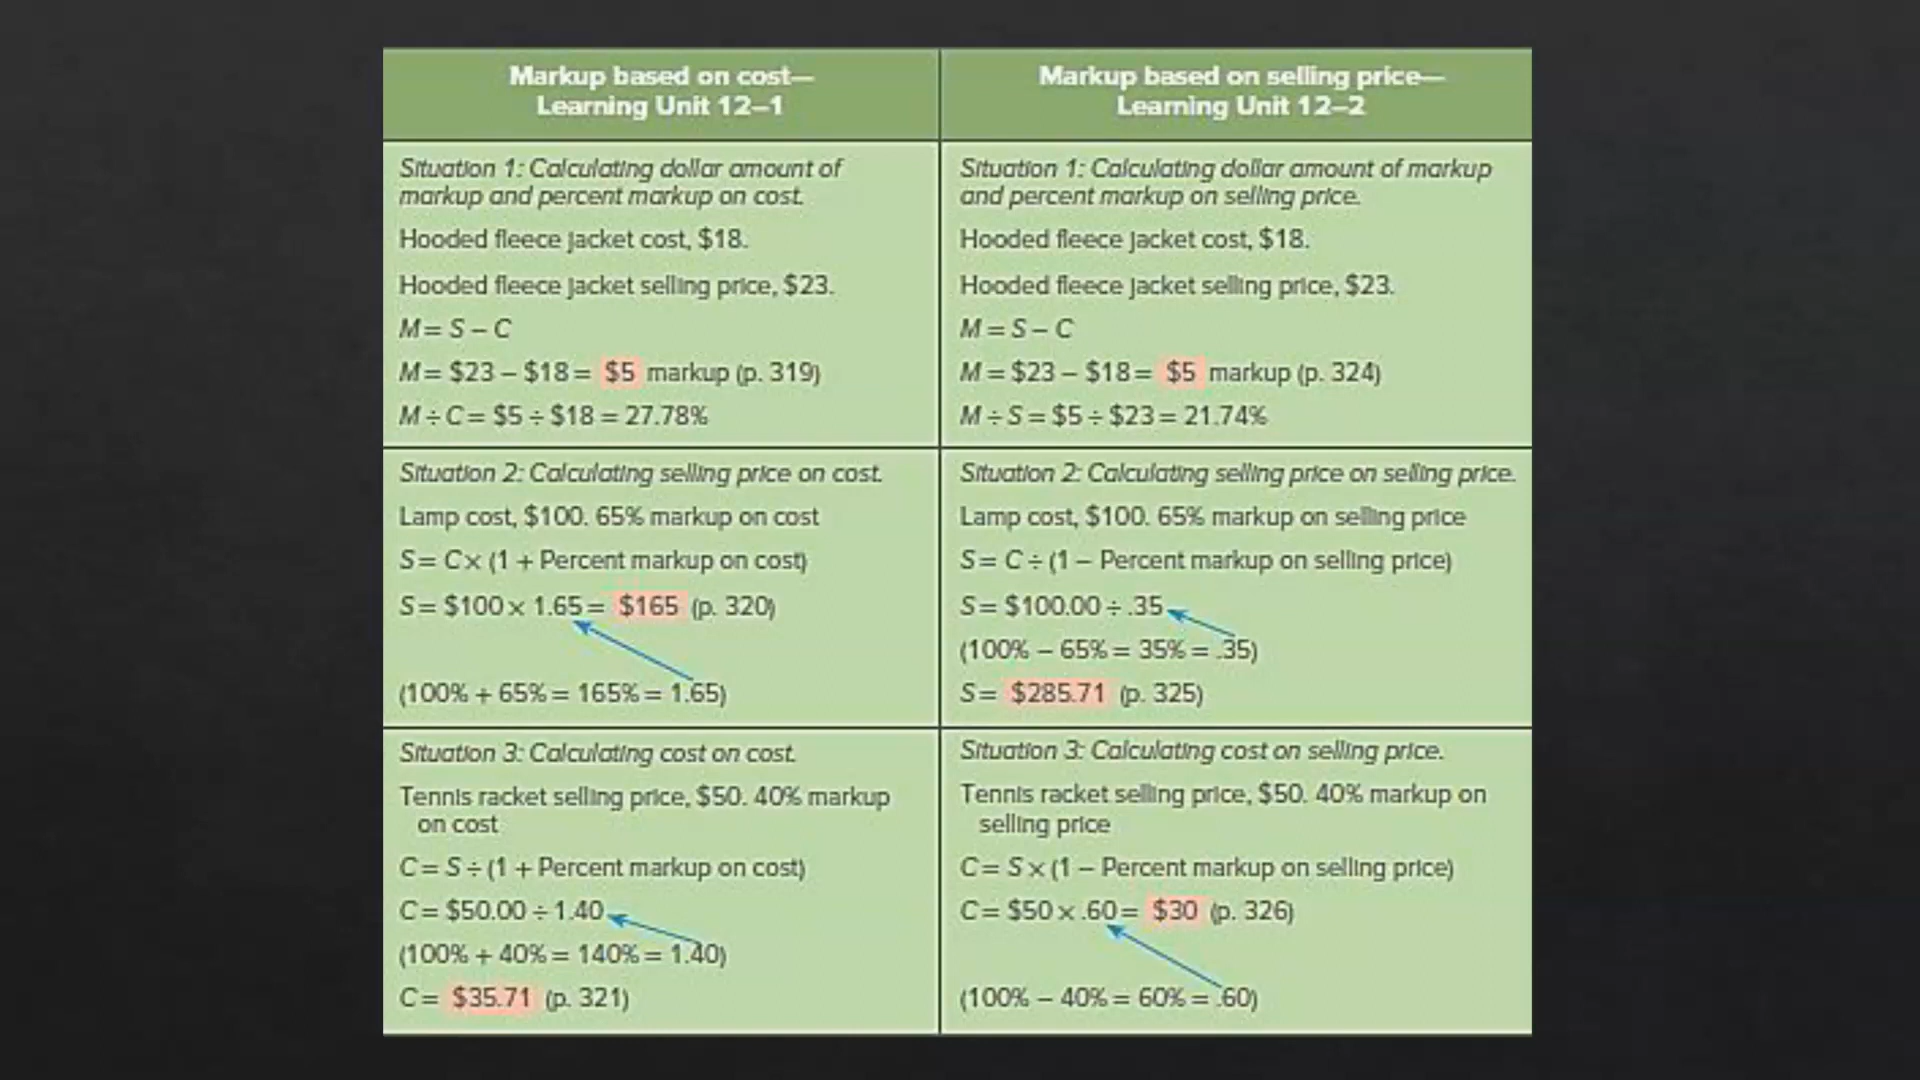 Markup based on cost—
Learning Unit 12–1
Situation 1: Calculating dollar amount of
markup and percent markup on cost.
Hooded fleece jacket cost, $18.
Hooded fleece jacket selling price, $23.
M = S – C
M = $23 – $18 = $5 markup (p. 319)
M ÷ C = $5 ÷ $18 = 27.78%
Situation 2: Calculating selling price on cost.
Lamp cost, $100. 65% markup on cost
S = C × (1 + Percent markup on cost)
S = $100 × 1.65 = $165 (p. 320)
(100% + 65% = 165% = 1.65)
Situation 3: Calculating cost on cost.
Tennis racket selling price, $50. 40% markup
on cost
C = S ÷ (1 + Percent markup on cost)
C = $50.00 ÷ 1.40
(100% + 40% = 140% = 1.40)
C = $35.71 (p. 321)
Markup based on selling price—
Learning Unit 12–2
Situation 1: Calculating dollar amount of markup
and percent markup on selling price.
Hooded fleece jacket cost, $18.
Hooded fleece jacket selling price, $23.
M = S – C
M = $23 – $18 = $5 markup (p. 324)
M ÷ S = $5 ÷ $23 = 21.74%
Situation 2: Calculating selling price on selling price.
Lamp cost, $100. 65% markup on selling price
S = C ÷ (1 – Percent markup on selling price)
S = $100.00 ÷ .35
(100% – 65% = 35% = .35)
S = $285.71 (p. 325)
Situation 3: Calculating cost on selling price.
Tennis racket selling price, $50. 40% markup on
selling price
C = S × (1 – Percent markup on selling price)
C = $50 × .60 = $30 (p. 326)
(100% – 40% = 60% = .60)